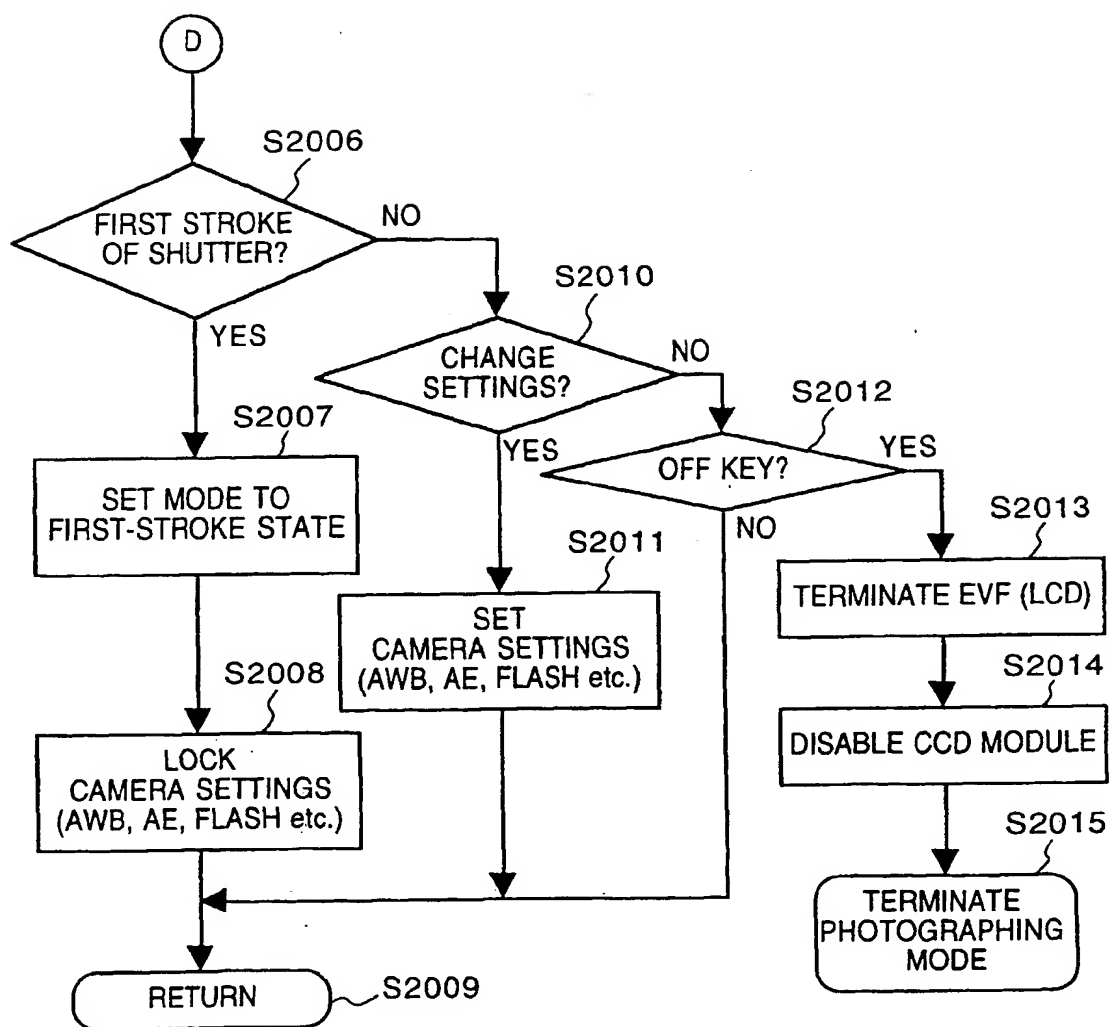 D
S2006
FIRST STROKE
OF SHUTTER?
NO
YES
S2010
CHANGE
SETTINGS?
NO
YES
S2012
OFF KEY?
YES
NO
S2007
SET MODE TO
FIRST-STROKE STATE
S2011
SET
CAMERA SETTINGS
(AWB, AE, FLASH etc.)
S2013
TERMINATE EVF (LCD)
S2008
LOCK
CAMERA SETTINGS
(AWB, AE, FLASH etc.)
S2014
DISABLE CCD MODULE
S2015
TERMINATE
PHOTOGRAPHING
MODE
RETURN
S2009